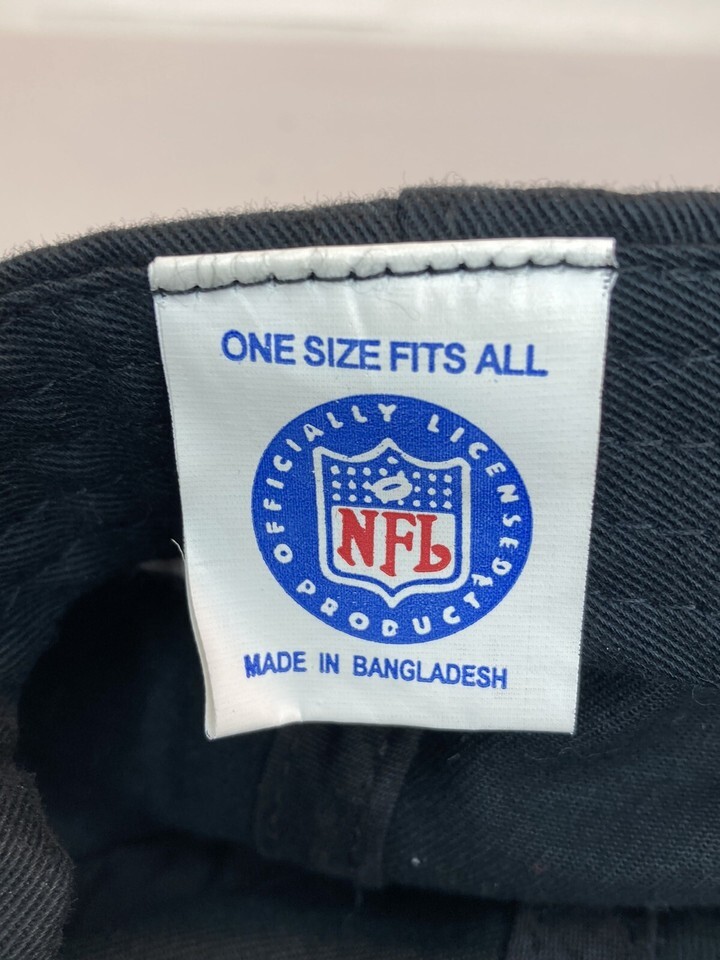 ONE SIZE FITS ALL
OFFICIALLY LICENSED PRODUCT
NFL
MADE IN BANGLADESH